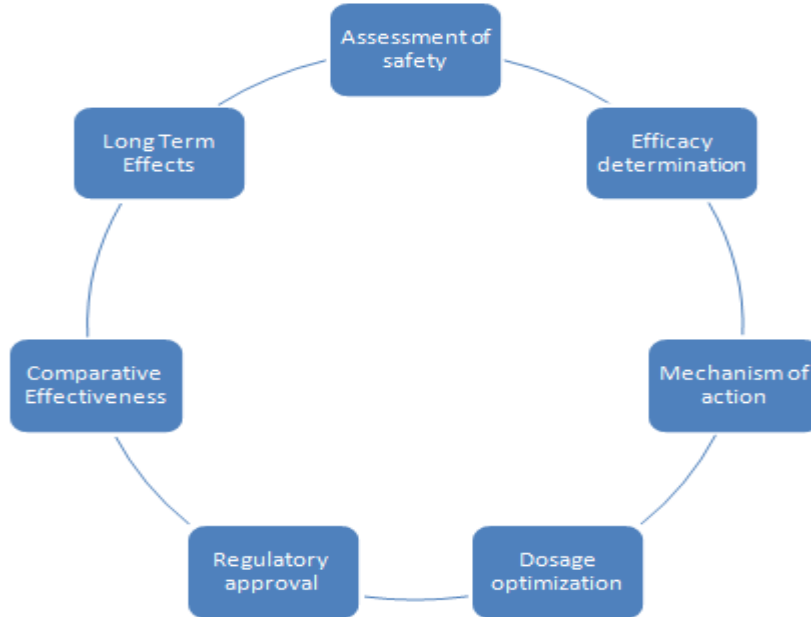 Assessment of
safety
Efficacy
determination
Mechanism of
action
Dosage
optimization
Regulatory
approval
Comparative
Effectiveness
Long Term
Effects